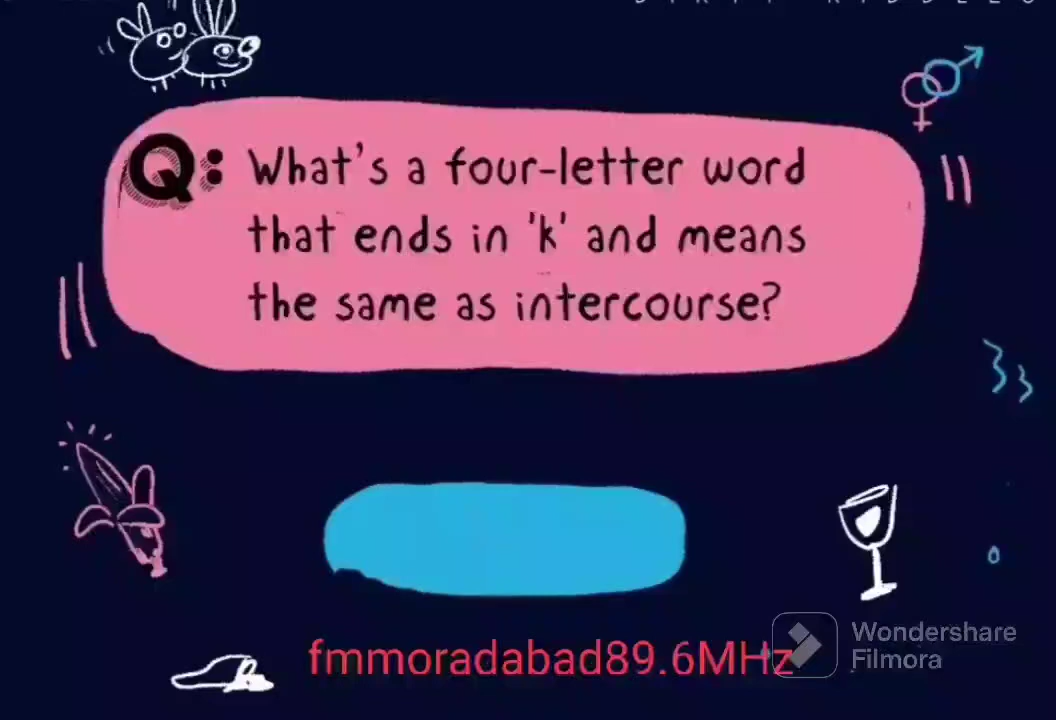 Q: What's a four-letter word
that ends in 'k' and means
the same as intercourse?
fmmoradabad89.6MHz
Wondershare
Filmora